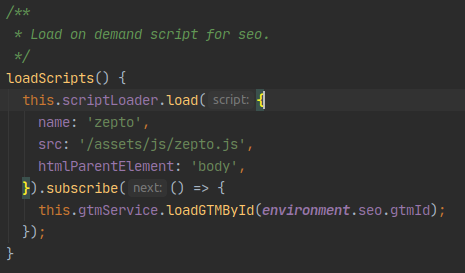 /**
 * Load on demand script for seo.
 */
loadScripts() {
  this.scriptLoader.load( script: {
    name: 'zepto',
    src: '/assets/js/zepto.js',
    htmlParentElement: 'body',
  }).subscribe( next: () => {
    this.gtmService.loadGTMById(environment.seo.gtmId);
  });
}